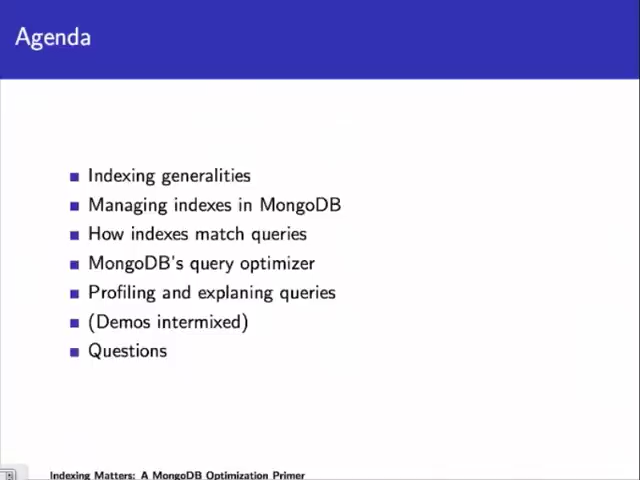 Agenda
Indexing generalities
Managing indexes in MongoDB
How indexes match queries
MongoDB's query optimizer
Profiling and explaning queries
(Demos intermixed)
Questions
Indexing Matters: A MongoDB Optimization Primer